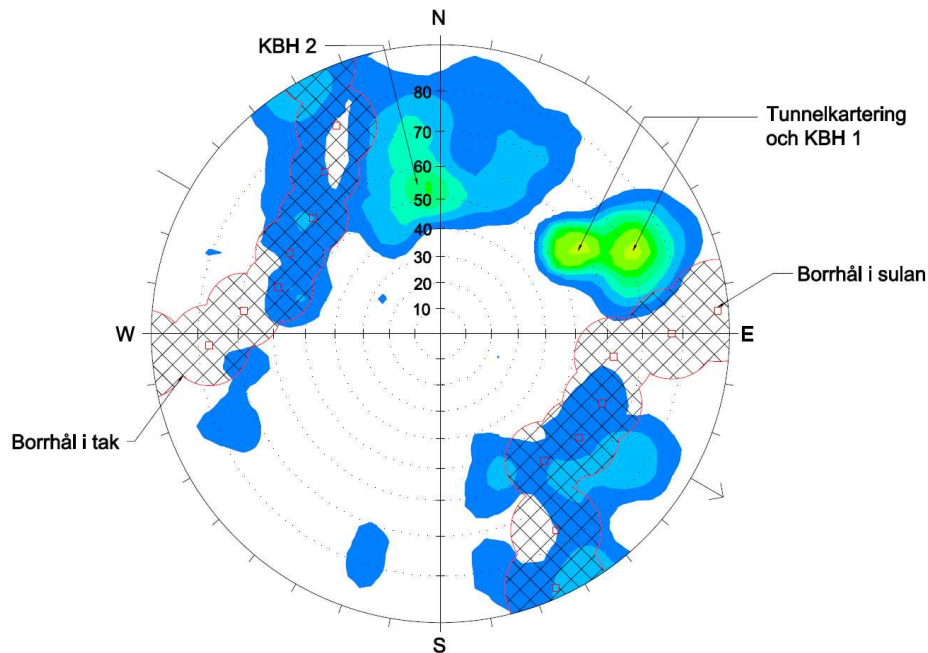 N
KBH 2
80
70
60
50
40
30
20
10
Tunnelkartering
och KBH 1
Borrhål i sulan
W
E
Borrhål i tak
S